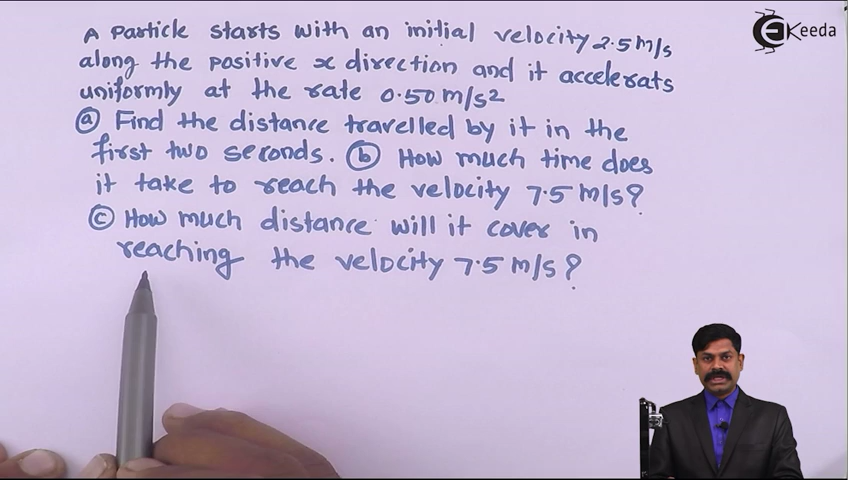 A Particle starts with an initial velocity 2.5 m/s
along the positive x direction and it accelerats
uniformly at the rate 0.50 m/s²
(a) Find the distance travelled by it in the
first two seconds. (b) How much time does
it take to reach the velocity 7.5 m/s?
(c) How much distance will it cover in
reaching the velocity 7.5 m/s?
EKeeda